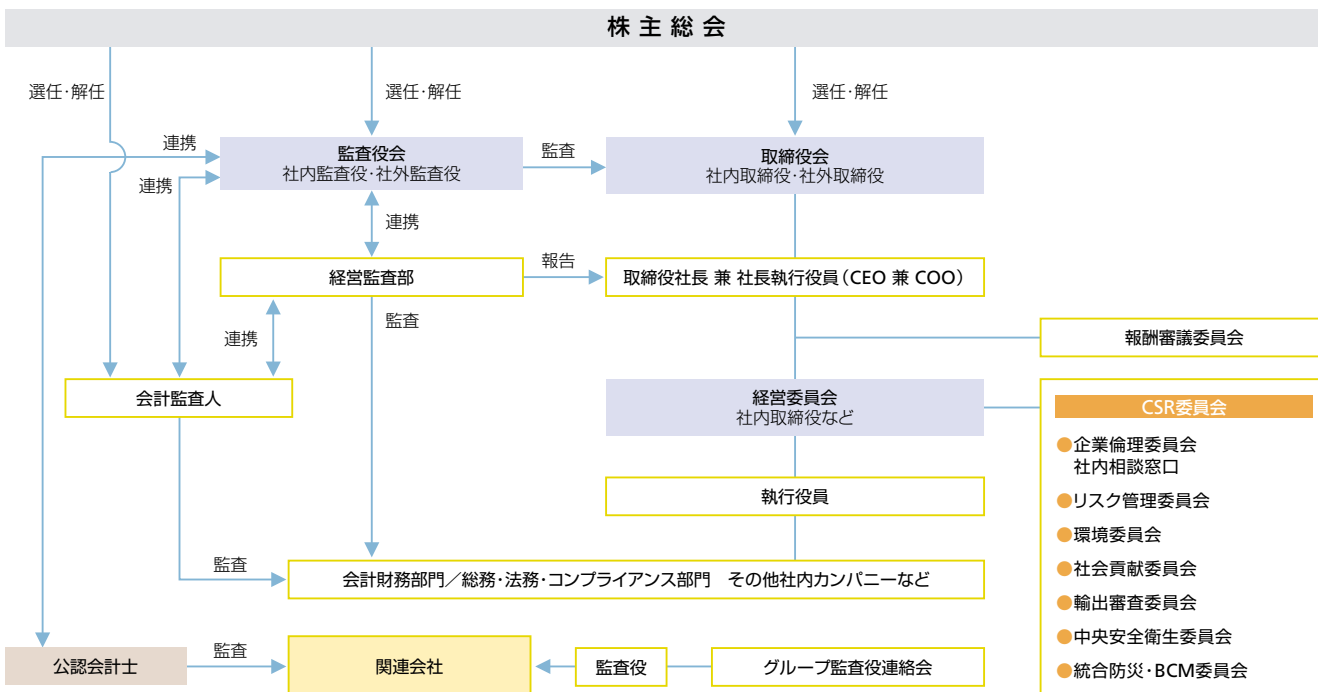 株主総会
選任・解任
選任・解任
選任・解任
連携
監査役会
社内監査役・社外監査役
監査
取締役会
社内取締役・社外取締役
連携
連携
経営監査部
報告
取締役社長 兼 社長執行役員（CEO 兼 COO）
監査
連携
報酬審議委員会
会計監査人
経営委員会
社内取締役など
CSR委員会
●企業倫理委員会
社内相談窓口
●リスク管理委員会
●環境委員会
●社会貢献委員会
●輸出審査委員会
●中央安全衛生委員会
●統合防災・BCM委員会
執行役員
監査
会計財務部門／総務・法務・コンプライアンス部門　その他社内カンパニーなど
公認会計士
監査
関連会社
監査役
グループ監査役連絡会